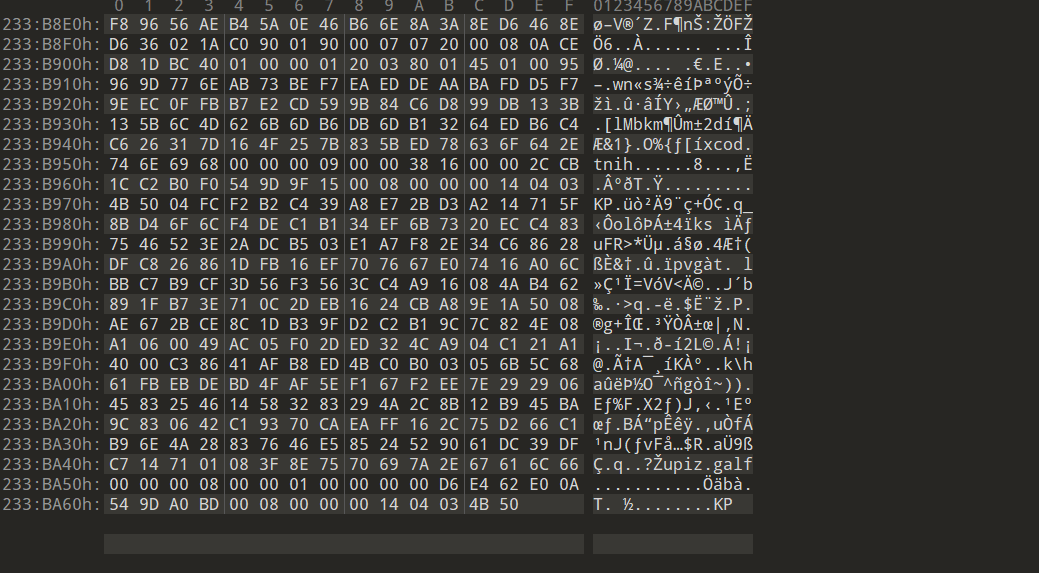 0 1 2 3 4 5 6 7 8 9 A B C D E F 0123456789ABCDEF
233:B8E0h: F8 96 56 AE B4 5A 0E 46 B6 6E 8A 3A 8E D6 46 8E ø–V®´Z.F¶nŠ:ŽÖFŽ
233:B8F0h: D6 36 02 1A C0 90 01 90 00 07 07 20 00 08 0A CE Ö6..À...... ...Î
233:B900h: D8 1D BC 40 01 00 00 01 20 03 80 01 45 01 00 95 Ø.¼@.... .€.E..•
233:B910h: 96 9D 77 6E AB 73 BE F7 EA ED DE AA BA FD D5 F7 –.wn«s¾÷êíÞªºýÕ÷
233:B920h: 9E EC 0F FB B7 E2 CD 59 9B 84 C6 D8 99 DB 13 3B žì.û·âÍY›„ÆØ™Û.;
233:B930h: 13 5B 6C 4D 62 6B 6D B6 DB 6D B1 32 64 ED B6 C4 .[lMbkm¶Ûm±2dí¶Ä
233:B940h: C6 26 31 7D 16 4F 25 7B 83 5B ED 78 63 6F 64 2E Æ&1}.O%{ƒ[íxcod.
233:B950h: 74 6E 69 68 00 00 00 09 00 00 38 16 00 00 2C CB tnih......8...,Ë
233:B960h: 1C C2 B0 F0 54 9D 9F 15 00 08 00 00 00 14 04 03 .Â°ðT.Ÿ.........
233:B970h: 4B 50 04 FC F2 B2 C4 39 A8 E7 2B D3 A2 14 71 5F KP.üò²Ä9¨ç+Ó¢.q_
233:B980h: 8B D4 6F 6C F4 DE C1 B1 34 EF 6B 73 20 EC C4 83 ‹ÔolôÞÁ±4ïks ìÄƒ
233:B990h: 75 46 52 3E 2A DC B5 03 E1 A7 F8 2E 34 C6 86 28 uFR>*Üµ.á§ø.4Æ†(
233:B9A0h: DF C8 26 86 1D FB 16 EF 70 76 67 E0 74 16 A0 6C ßÈ&†.û.ïpvgàt. l
233:B9B0h: BB C7 B9 CF 3D 56 F3 56 3C C4 A9 16 08 4A B4 62 »Ç¹Ï=VóV<Ä©..J´b
233:B9C0h: 89 1F B7 3E 71 0C 2D EB 16 24 CB A8 9E 1A 50 08 ‰.·>q.-ë.$Ë¨ž.P.
233:B9D0h: AE 67 2B CE 8C 1D B3 9F D2 C2 B1 9C 7C 82 4E 08 ®g+ÎŒ.³ŸÒÂ±œ|‚N.
233:B9E0h: A1 06 00 49 AC 05 F0 2D ED 32 4C A9 04 C1 21 A1 ¡..I¬.ð-í2L©.Á!¡
233:B9F0h: 40 00 C3 86 41 AF B8 ED 4B C0 B0 03 05 6B 5C 68 @.Ã†A¯¸íKÀ°..k\h
233:BA00h: 61 FB EB DE BD 4F AF 5E F1 67 F2 EE 7E 29 29 06 aûëÞ½O¯^ñgòî~)).
233:BA10h: 45 83 25 46 14 58 32 83 29 4A 2C 8B 12 B9 45 BA Eƒ%F.X2ƒ)J,‹.¹Eº
233:BA20h: 9C 83 06 42 C1 93 70 CA EA FF 16 2C 75 D2 66 C1 œƒ.BÁ“pÊêÿ.,uÒfÁ
233:BA30h: B9 6E 4A 28 83 76 46 E5 85 24 52 90 61 DC 39 DF ¹nJ(ƒvFå…$R.aÜ9ß
233:BA40h: C7 14 71 01 08 3F 8E 75 70 69 7A 2E 67 61 6C 66 Ç.q..?Župiz.galf
233:BA50h: 00 00 00 00 08 00 00 01 00 00 00 00 D6 E4 62 E0 0A ...........Öäbà.
233:BA60h: 54 9D A0 BD 00 08 00 00 00 14 04 03 4B 50 T. ½........KP